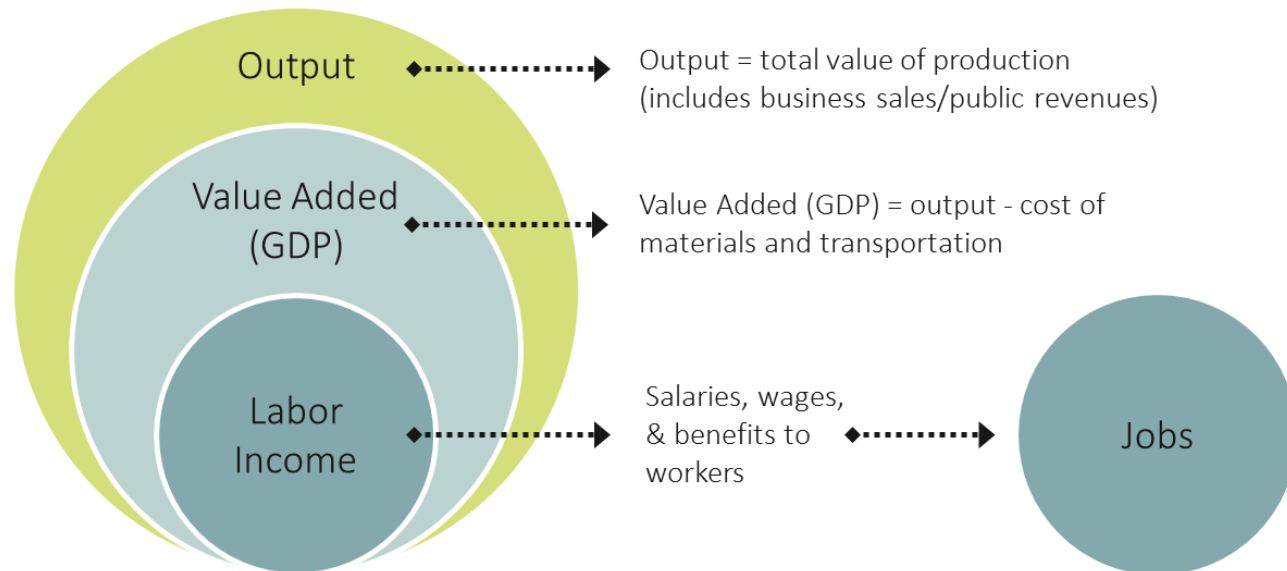 Output
Output = total value of production
(includes business sales/public revenues)
Value Added
(GDP)
Value Added (GDP) = output - cost of
materials and transportation
Labor
Income
Salaries, wages,
& benefits to
workers
Jobs